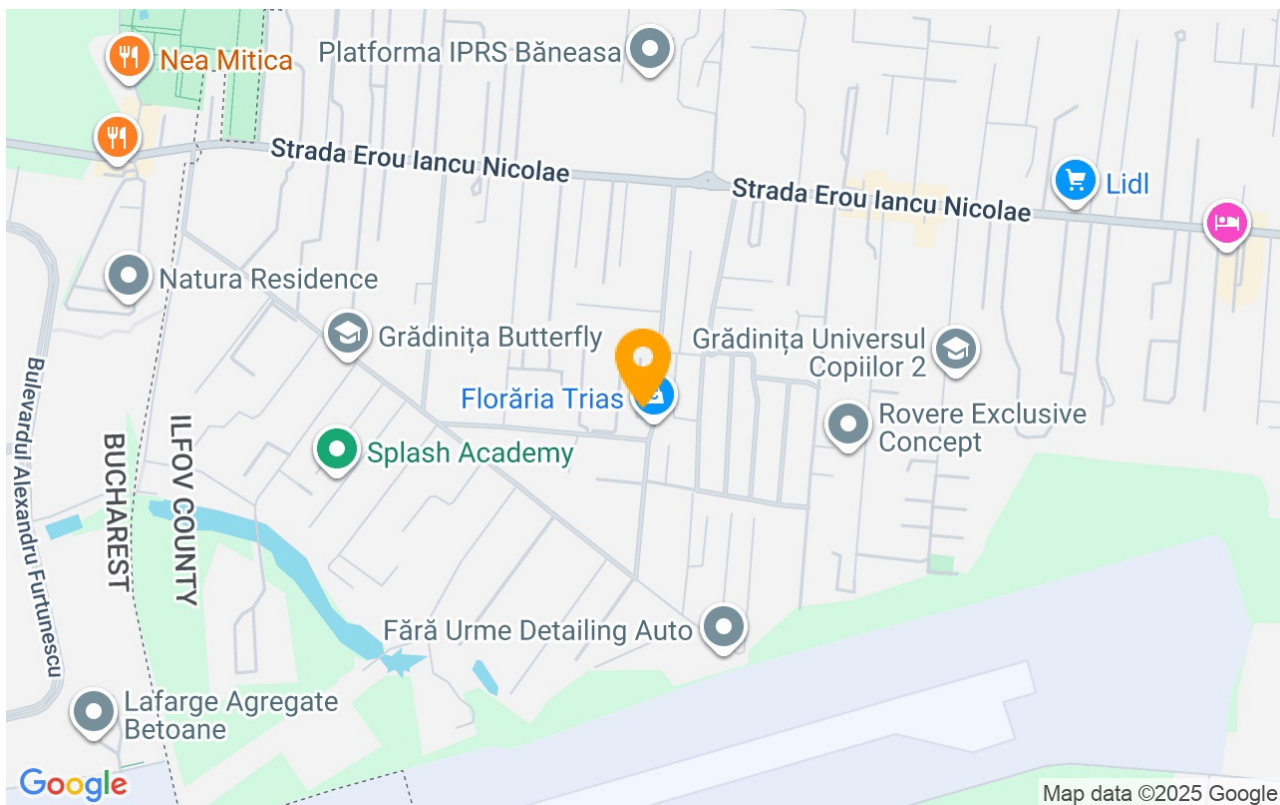 Platforma IPRS Băneasa
Nea Mitica
Strada Erou Iancu Nicolae
Strada Erou Iancu Nicolae
Lidl
Natura Residence
Grădinița Butterfly
Grădinița Universul
Copiilor 2
Florăria Trias
Rovere Exclusive
Concept
Splash Academy
Bulevardul Alexandru Furtunescu
BUCHAREST
ILFOV COUNTY
Fără Urme Detailing Auto
Lafarge Agregate
Betoane
Google
Map data ©2025 Google